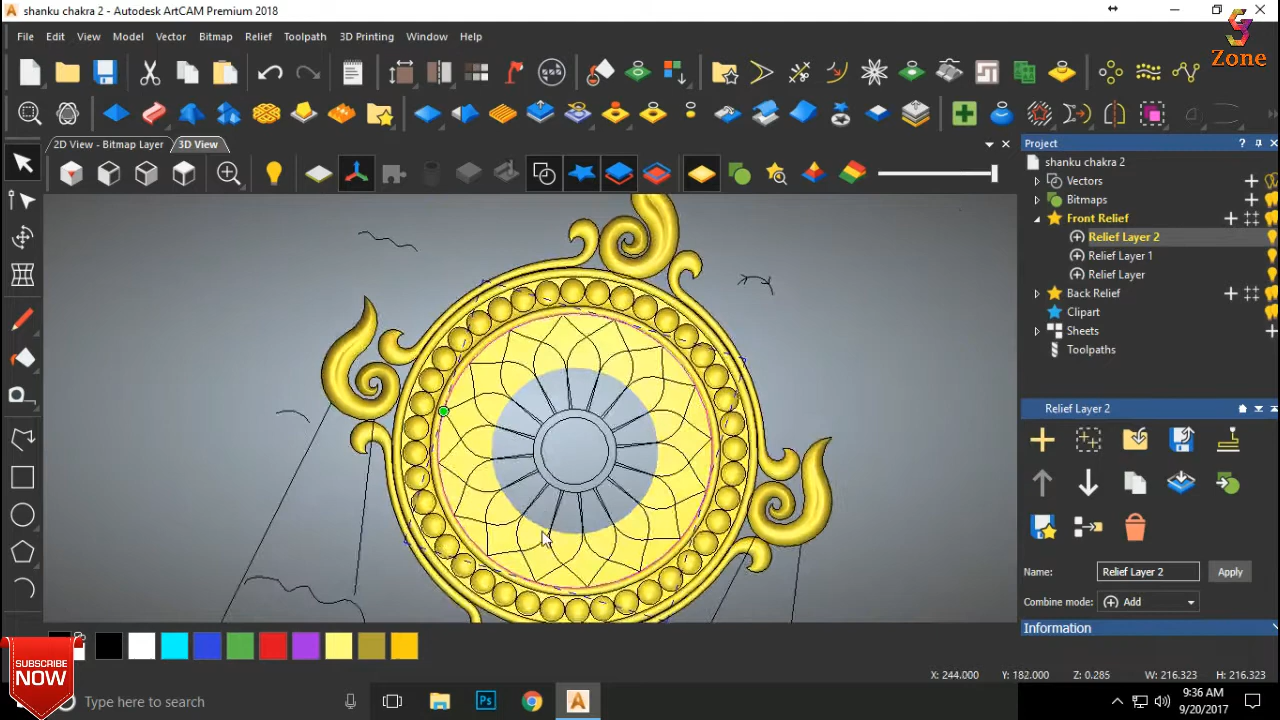 shanku chakra 2 - Autodesk ArtCAM Premium 2018
Zone
File Edit View Model Vector Bitmap Relief Toolpath 3D Printing Window Help
2D View - Bitmap Layer 3D View
Project
shanku chakra 2
Vectors
Bitmaps
Front Relief
Relief Layer 2
Relief Layer 1
Relief Layer
Back Relief
Clipart
Sheets
Toolpaths
Relief Layer 2
Name: Relief Layer 2 Apply
Combine mode: Add
Information
X: 244.000 Y: 182.000 Z: 0.285 W: 216.323 H: 216.323
SUBSCRIBE
NOW
Type here to search
9:36 AM
9/20/2017